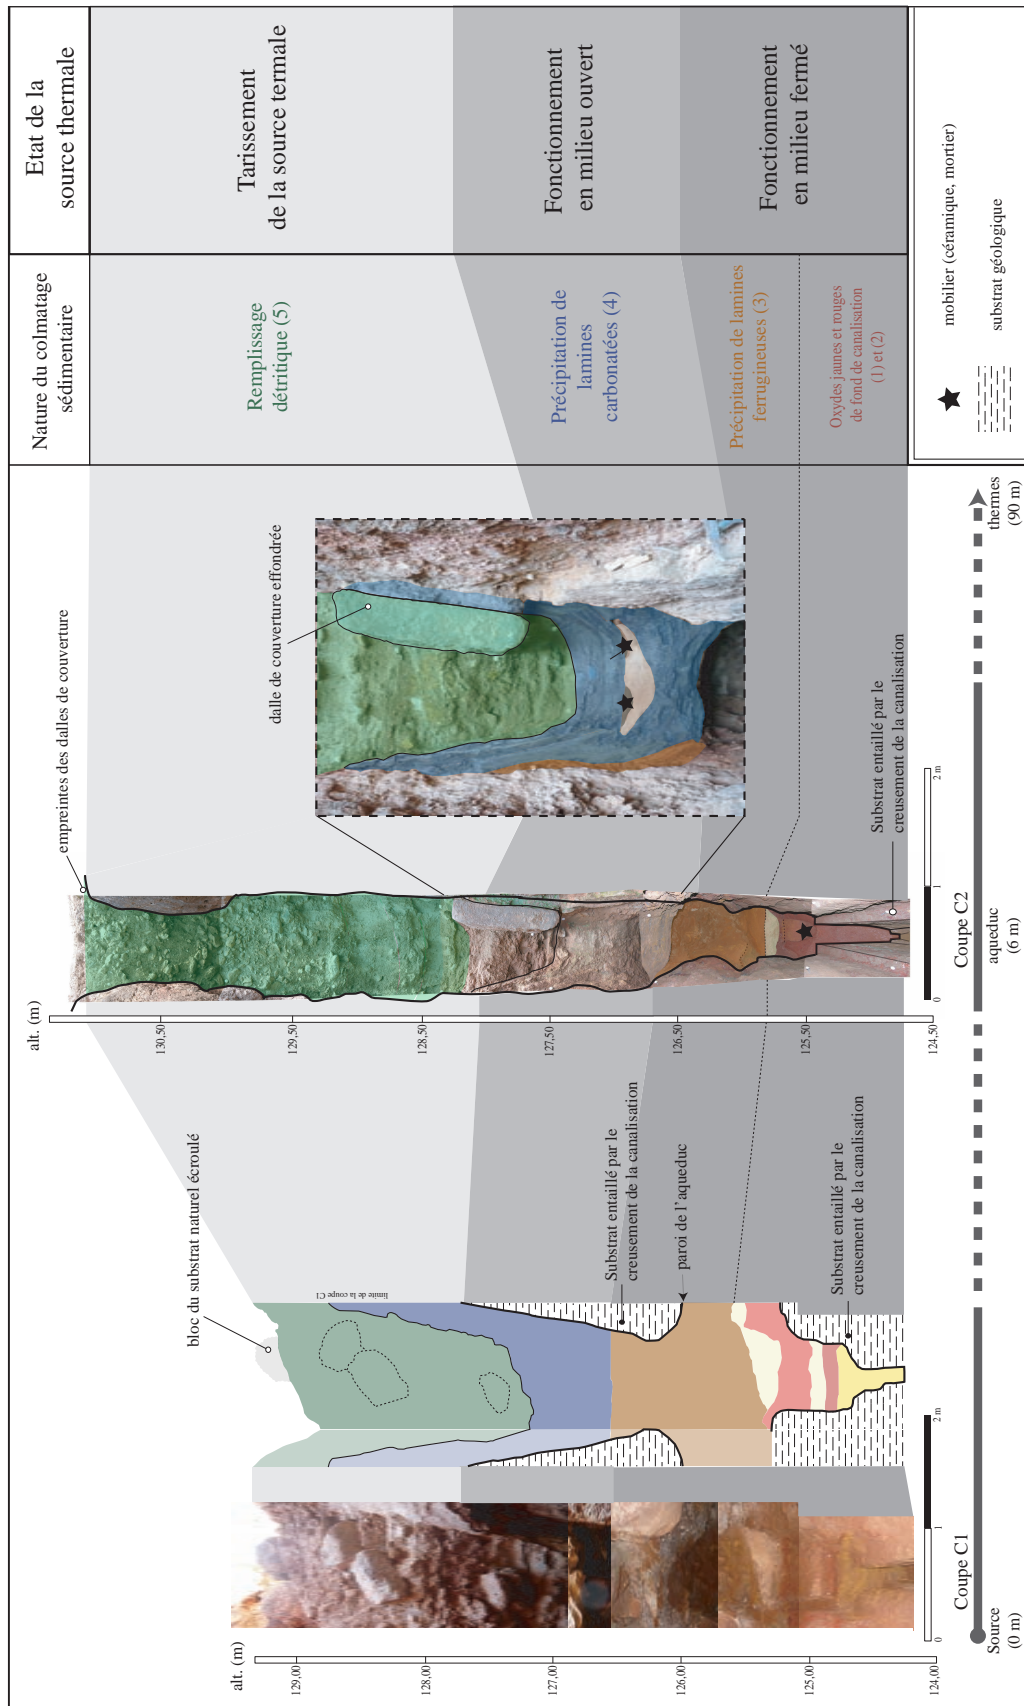 Nature du colmatage
sédimentaire
Etat de la
source thermale
Remplissage
détritique (5)
Tarissement
de la source termale
Précipitation de
lamines
carbonatées (4)
Fonctionnement
en milieu ouvert
Précipitation de lamines
ferrugineuses (3)
Oxydes jaunes et rouges
de fond de canalisation
(1) et (2)
Fonctionnement
en milieu fermé
mobilier (céramique, mortier)
substrat géologique
alt. (m)
129,00
128,00
127,00
126,00
125,00
124,00
bloc du substrat naturel écroulé
limite de la coupe C1
Substrat entaillé par le
creusement de la canalisation
paroi de l'aqueduc
Substrat entaillé par le
creusement de la canalisation
Coupe C1
0
1
2 m
alt. (m)
130,50
129,50
128,50
127,50
126,50
125,50
124,50
empreintes des dalles de couverture
dalle de couverture effondrée
Substrat entaillé par le
creusement de la canalisation
Coupe C2
0
1
2 m
Source
(0 m)
aqueduc
(6 m)
thermes
(90 m)